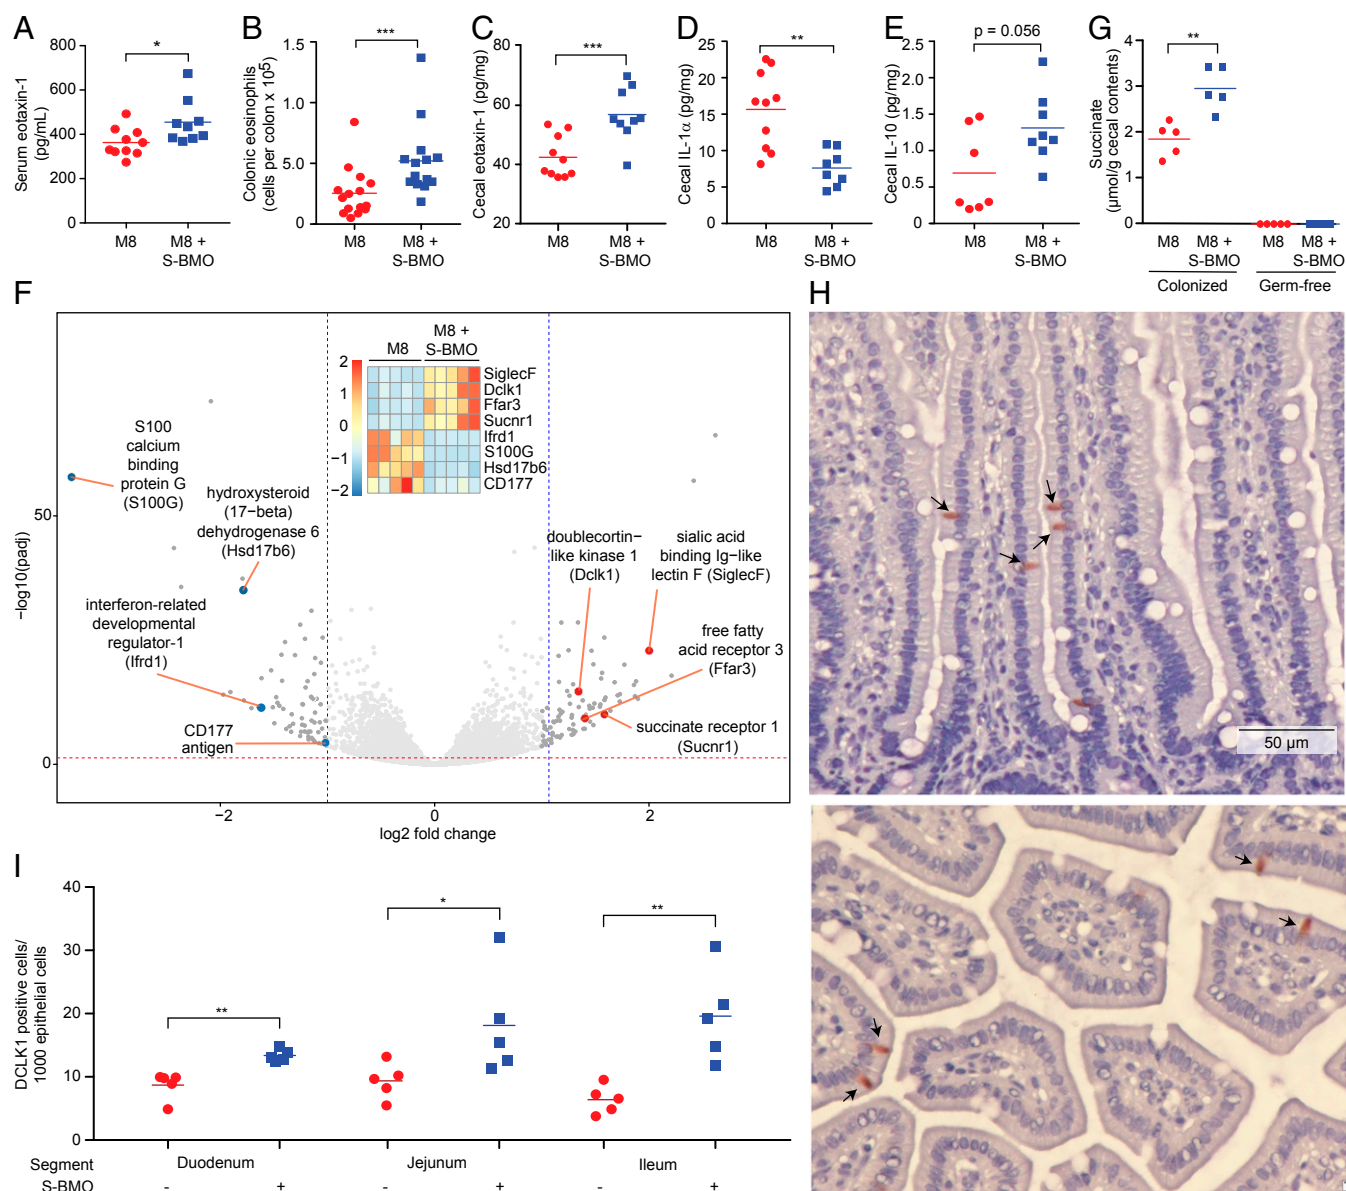 A
Serum eotaxin-1
(pg/mL)
800
600
400
200
0
*
M8
M8 +
S-BMO
B
Colonic eosinophils
(cells per colon x 10⁵)
1.5
1.0
5.0
0
***
M8
M8 +
S-BMO
C
Cecal eotaxin-1 (pg/mg)
80
60
40
20
***
M8
M8 +
S-BMO
D
Cecal IL-1α (pg/mg)
25
20
15
10
5
0
**
M8
M8 +
S-BMO
E
Cecal IL-10 (pg/mg)
2.5
2.0
1.5
1.0
0.5
0
p = 0.056
M8
M8 +
S-BMO
G
Succinate
(µmol/g cecal contents)
4
3
2
1
0
**
M8
M8 +
S-BMO
M8
M8 +
S-BMO
Colonized
Germ-free
F
−log10(padj)
50
0
−2
0
2
log2 fold change
M8
M8 +
S-BMO
2
1
0
−1
−2
SiglecF
Dclk1
Ffar3
Sucnr1
Ifrd1
S100G
Hsd17b6
CD177
S100
calcium
binding
protein G
(S100G)
hydroxysteroid
(17−beta)
dehydrogenase 6
(Hsd17b6)
interferon-related
developmental
regulator-1
(Ifrd1)
CD177
antigen
doublecortin−
like kinase 1
(Dclk1)
sialic acid
binding Ig−like
lectin F (SiglecF)
free fatty
acid receptor 3
(Ffar3)
succinate receptor 1
(Sucnr1)
H
50 µm
I
DCLK1 positive cells/
1000 epithelial cells
40
30
20
10
0
**
*
**
Segment
Duodenum
Jejunum
Ileum
S-BMO
-
+
-
+
-
+